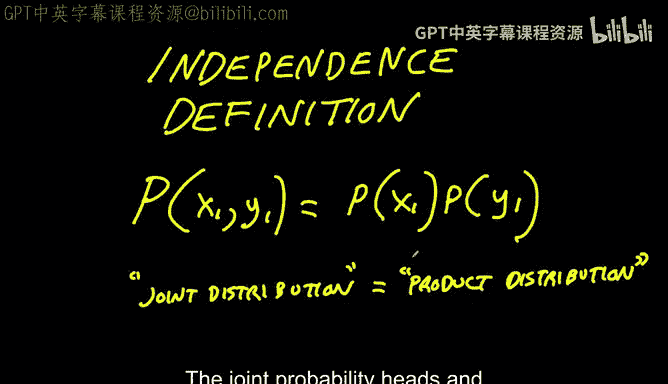 GPT中英字幕课程资源@bilibili
GPT中英字幕课程资源 bilibili
INDEPENDENCE
DEFINITION
P(x₁,y₁) = P(x₁)P(y₁)
"JOINT DISTRIBUTION" = "PRODUCT DISTRIBUTION"
The joint probability heads and